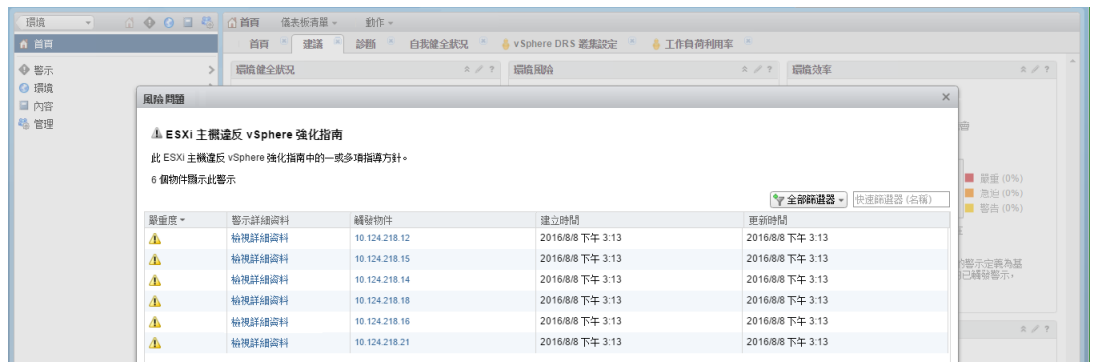 環境 首頁 儀表板清單 動作
首頁 首頁 建議 診斷 自我健全狀況 vSphere DRS 叢集設定 工作負荷利用率
警示 環境健全狀況 ? 環境風險 ? 環境效率 ?
環境
內容
管理
風險問題
ESXi 主機違反 vSphere 強化指南
此 ESXi 主機違反 vSphere 強化指南中的一或多項指導方針。
6 個物件顯示此警示
全部篩選器 快速篩選器 (名稱)
嚴重度 警示詳細資料 觸發物件 建立時間 更新時間
檢視詳細資料 10.124.218.12 2016/8/8 下午 3:13 2016/8/8 下午 3:13
檢視詳細資料 10.124.218.15 2016/8/8 下午 3:13 2016/8/8 下午 3:13
檢視詳細資料 10.124.218.14 2016/8/8 下午 3:13 2016/8/8 下午 3:13
檢視詳細資料 10.124.218.18 2016/8/8 下午 3:13 2016/8/8 下午 3:13
檢視詳細資料 10.124.218.16 2016/8/8 下午 3:13 2016/8/8 下午 3:13
檢視詳細資料 10.124.218.21 2016/8/8 下午 3:13 2016/8/8 下午 3:13
嚴重 (0%)
急迫 (0%)
警告 (0%)
的警示定義為基
已觸發警示，
?